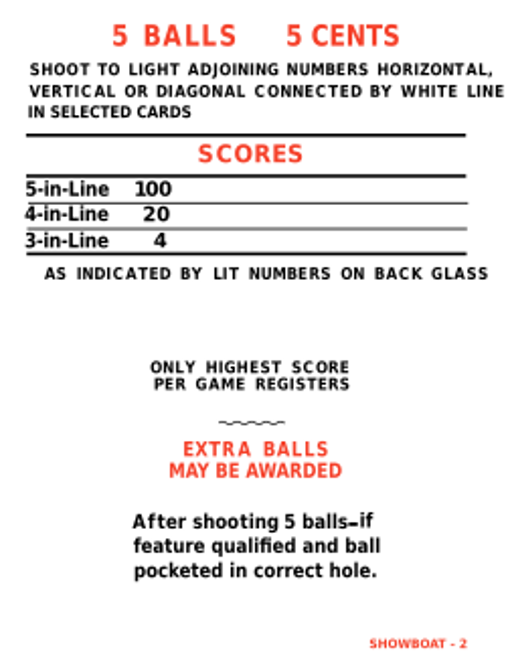 5 BALLS 5 CENTS
SHOOT TO LIGHT ADJOINING NUMBERS HORIZONTAL,
VERTICAL OR DIAGONAL CONNECTED BY WHITE LINE
IN SELECTED CARDS
SCORES
5-in-Line 100
4-in-Line 20
3-in-Line 4
AS INDICATED BY LIT NUMBERS ON BACK GLASS
ONLY HIGHEST SCORE
PER GAME REGISTERS
EXTRA BALLS
MAY BE AWARDED
After shooting 5 balls–if
feature qualified and ball
pocketed in correct hole.
SHOWBOAT - 2